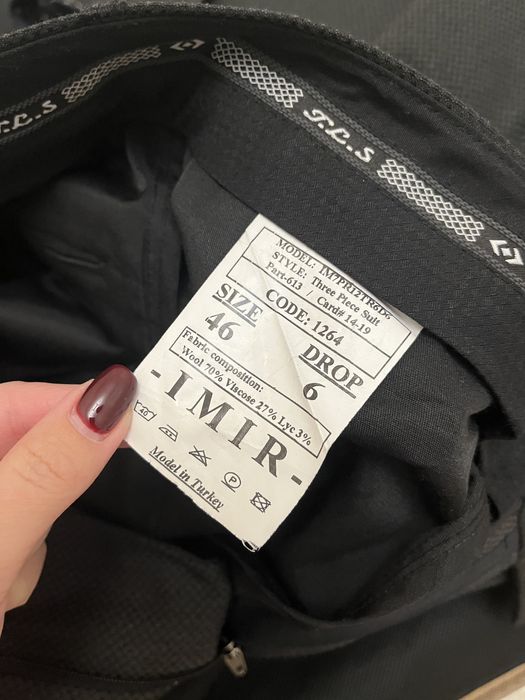 T.L.S
T.L.S
MODEL: IM7PR12TR6D6
STYLE: Three Piece Suit
Part-613 / Card# 14-19
CODE: 1264
SIZE
46
DROP
6
Fabric composition:
Wool 70% Viscose 27% Lyc 3%
- IMIR -
40
P
Model in Turkey